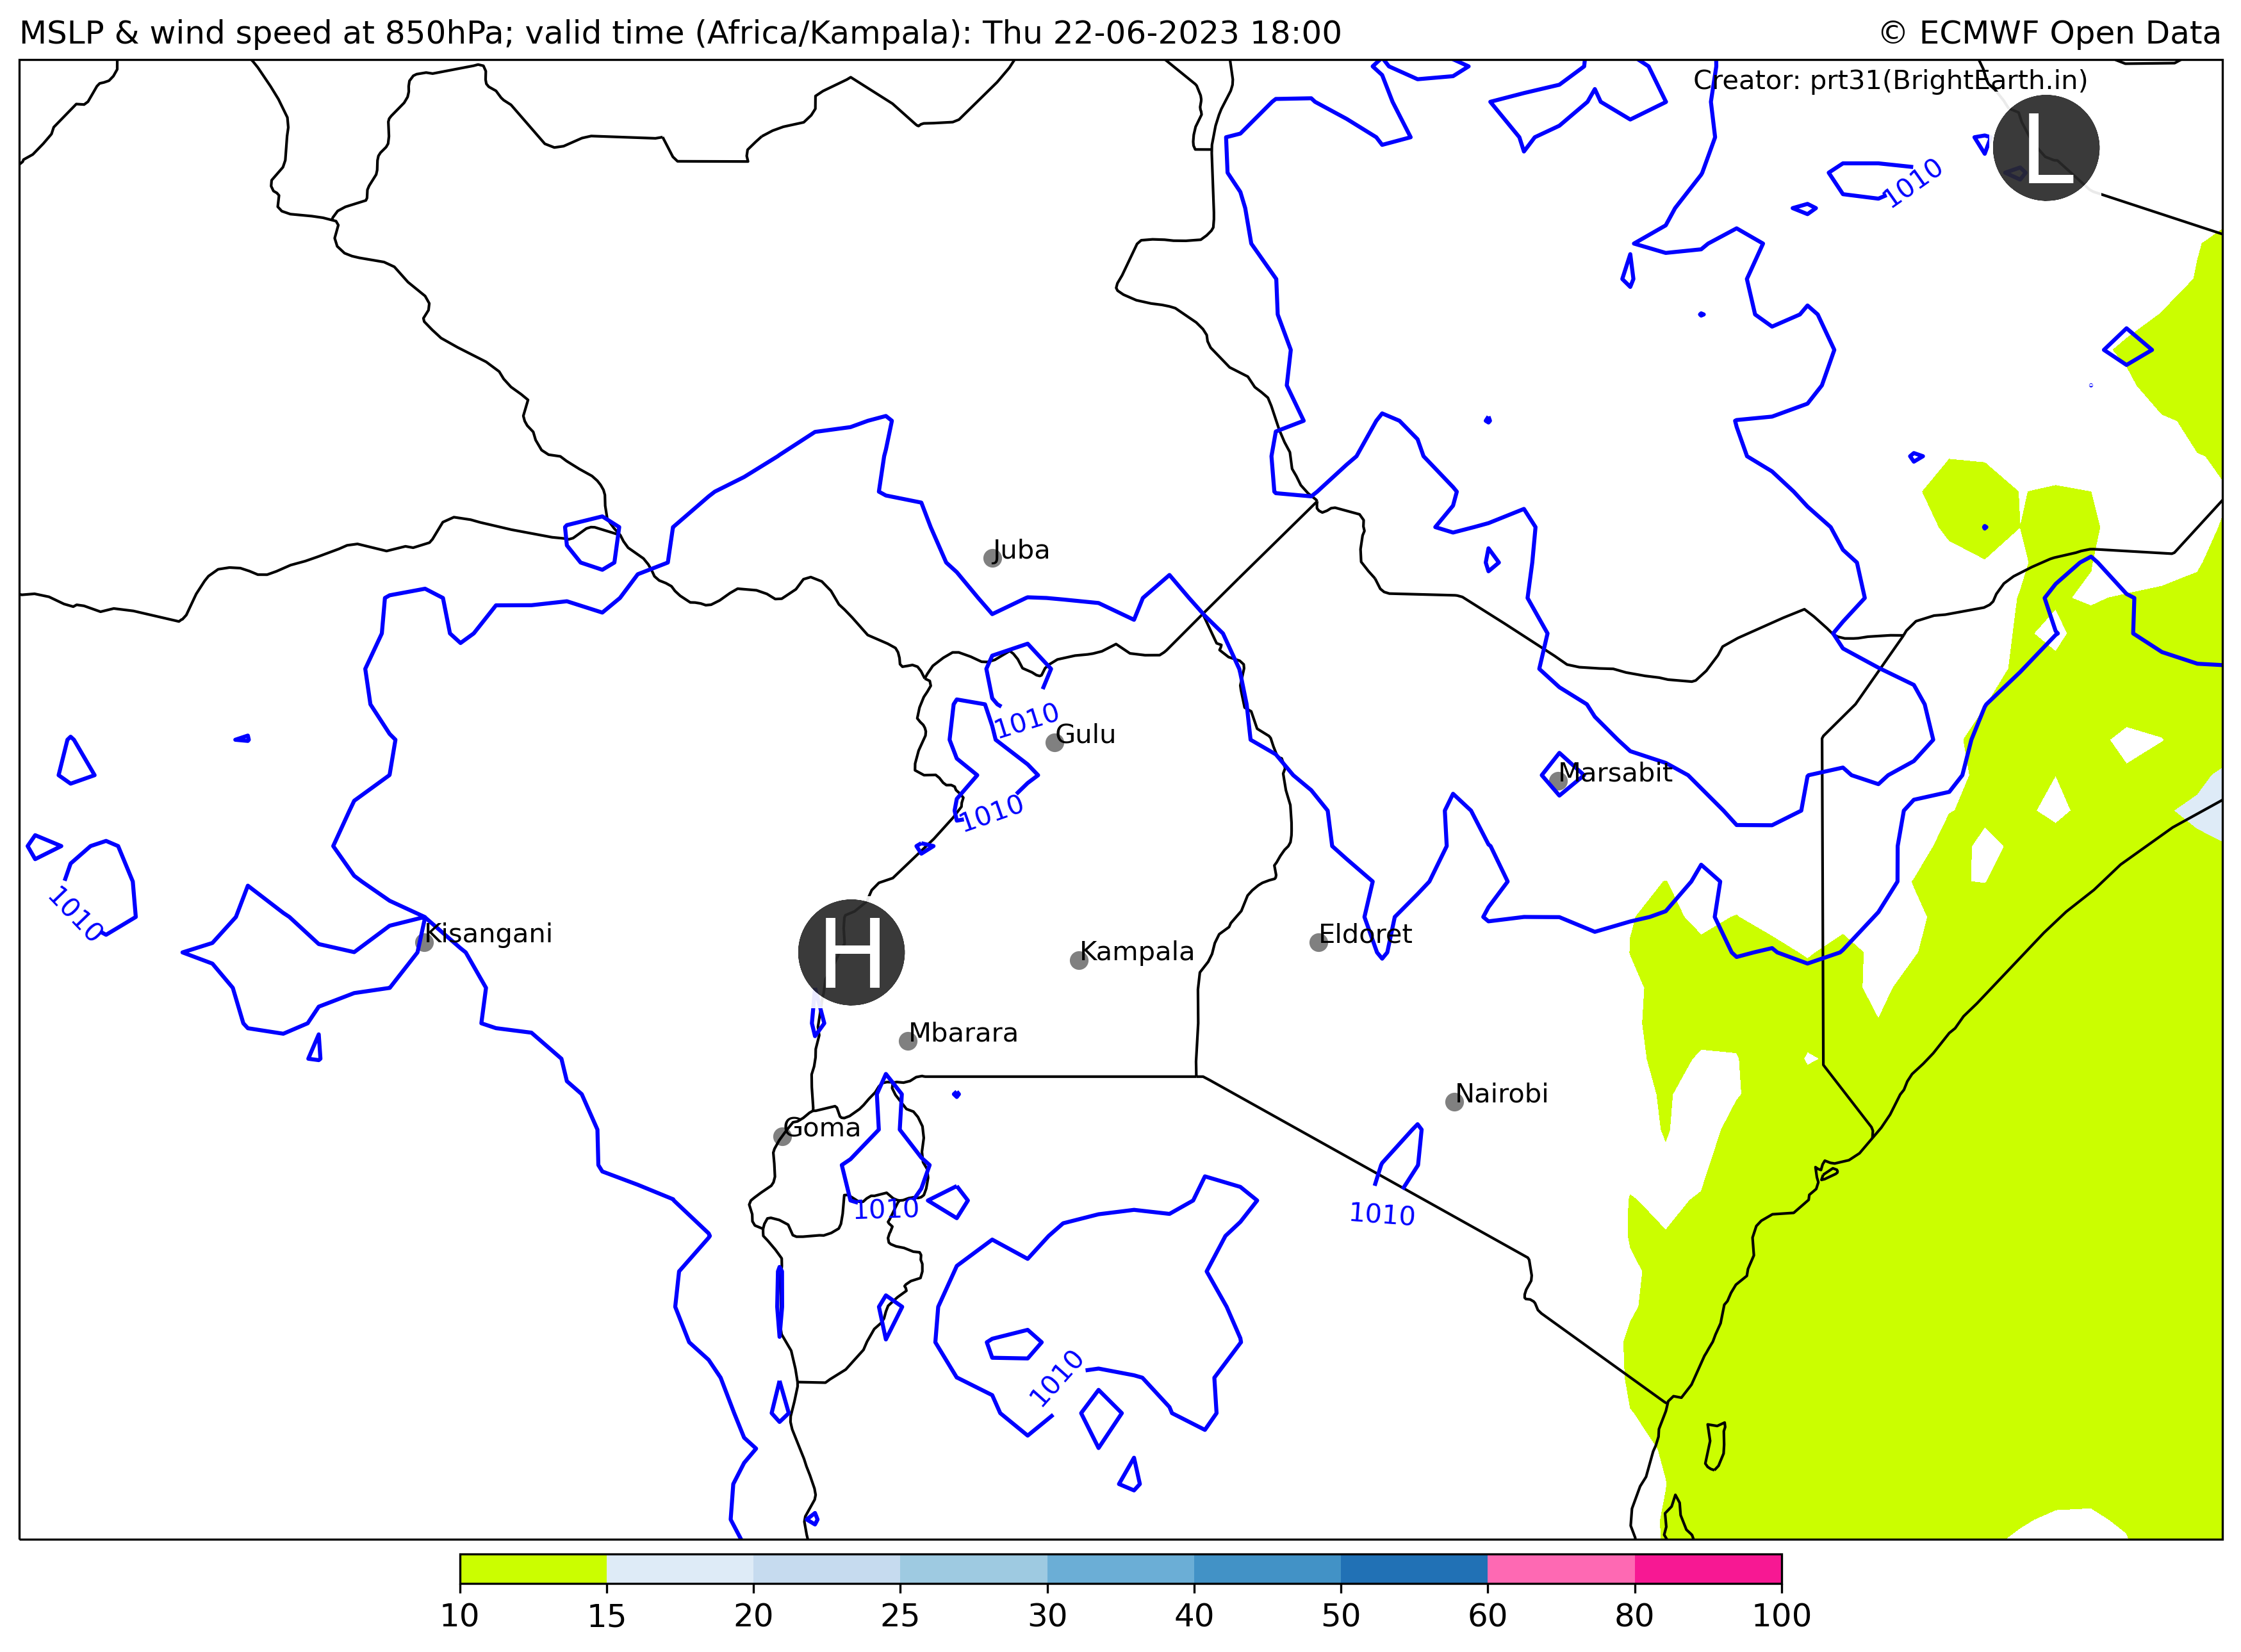 MSLP & wind speed at 850hPa; valid time (Africa/Kampala): Thu 22-06-2023 18:00
© ECMWF Open Data
Creator: prt31(BrightEarth.in)
L
1010
Juba
1010
Gulu
Marsabit
1010
1010
Kisangani
H
Kampala
Eldoret
Mbarara
Nairobi
Goma
1010
1010
1010
10 15 20 25 30 40 50 60 80 100